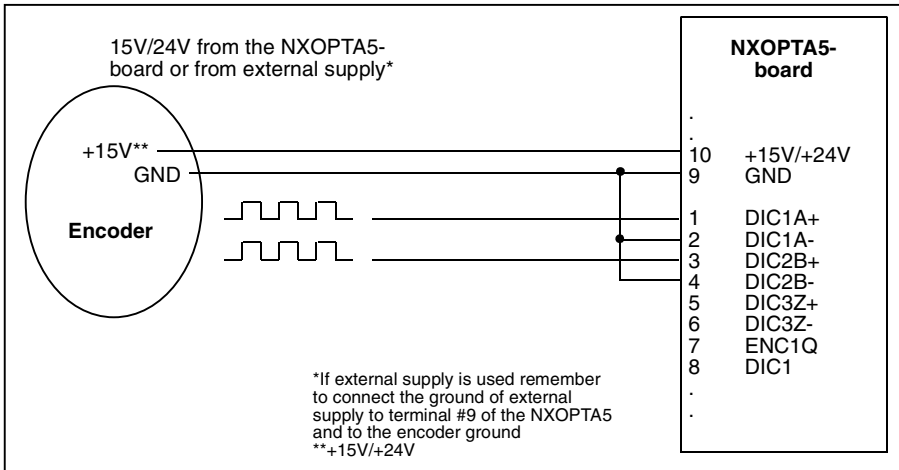 15V/24V from the NXOPTA5-
board or from external supply*
NXOPTA5-
board
.
.
+15V**
10 +15V/+24V
GND
9 GND
Encoder
1 DIC1A+
2 DIC1A-
3 DIC2B+
4 DIC2B-
5 DIC3Z+
6 DIC3Z-
7 ENC1Q
8 DIC1
.
.
*If external supply is used remember
to connect the ground of external
supply to terminal #9 of the NXOPTA5
and to the encoder ground
**+15V/+24V